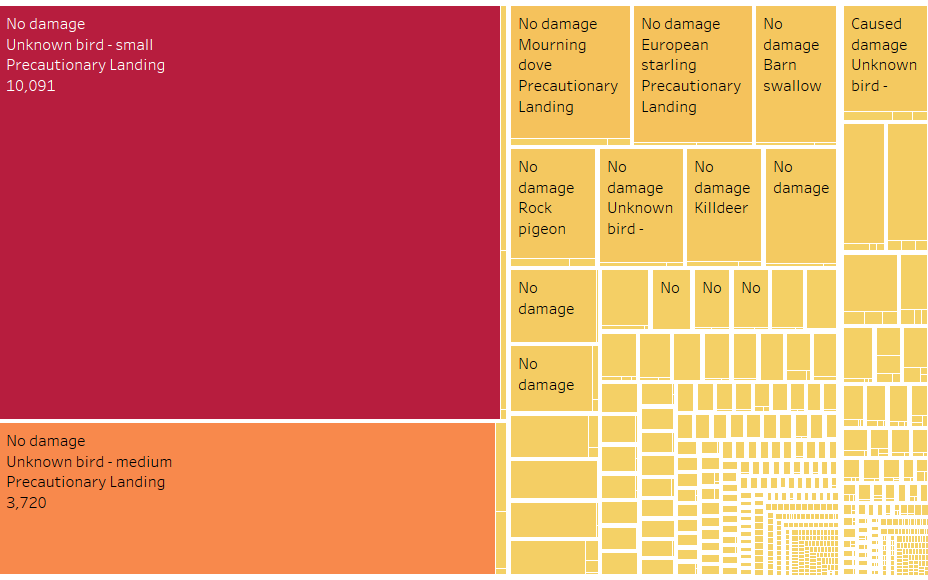 No damage
Unknown bird - small
Precautionary Landing
10,091
No damage
Mourning
dove
Precautionary
Landing
No damage
European
starling
Precautionary
Landing
No
damage
Barn
swallow
Caused
damage
Unknown
bird -
No
damage
Rock
pigeon
No
damage
Unknown
bird -
No
damage
Killdeer
No
damage
No
damage
No
No
No
No
damage
No damage
Unknown bird - medium
Precautionary Landing
3,720